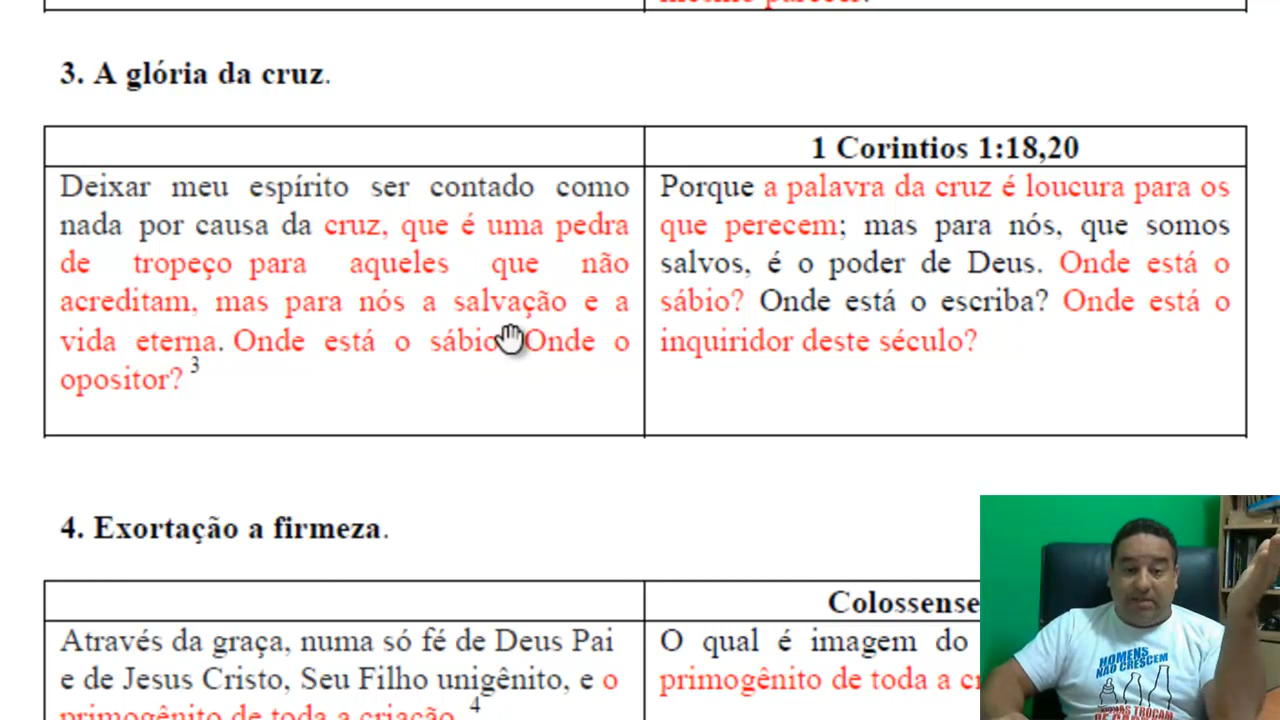 mesmo parecer.
3. A glória da cruz.
1 Coríntios 1:18,20
Deixar meu espírito ser contado como
nada por causa da cruz, que é uma pedra
de tropeço para aqueles que não
acreditam, mas para nós a salvação e a
vida eterna. Onde está o sábio Onde o
opositor? 3
Porque a palavra da cruz é loucura para os
que perecem; mas para nós, que somos
salvos, é o poder de Deus. Onde está o
sábio? Onde está o escriba? Onde está o
inquiridor deste século?
4. Exortação a firmeza.
Colossense
Através da graça, numa só fé de Deus Pai
e de Jesus Cristo, Seu Filho unigênito, e o
primogênito de toda a criação. 4
O qual é imagem do
primogênito de toda a cr
HOMENS
NÃO CRESCEM